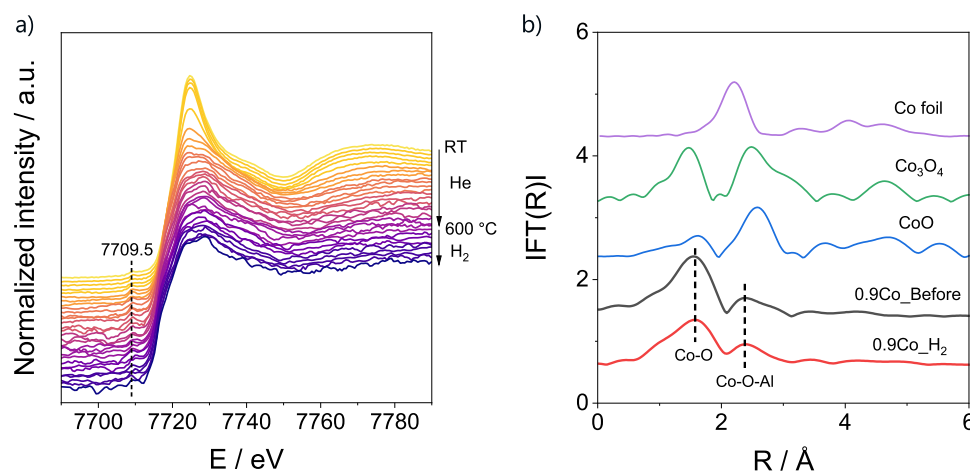 a)
Normalized intensity / a.u.
7709.5
RT
He
600 °C
H₂
7700
7720
7740
7760
7780
E / eV
b)
|FT(R)|
6
4
2
0
Co foil
Co₃O₄
CoO
0.9Co_Before
0.9Co_H₂
Co-O
Co-O-Al
0
2
4
6
R / Å